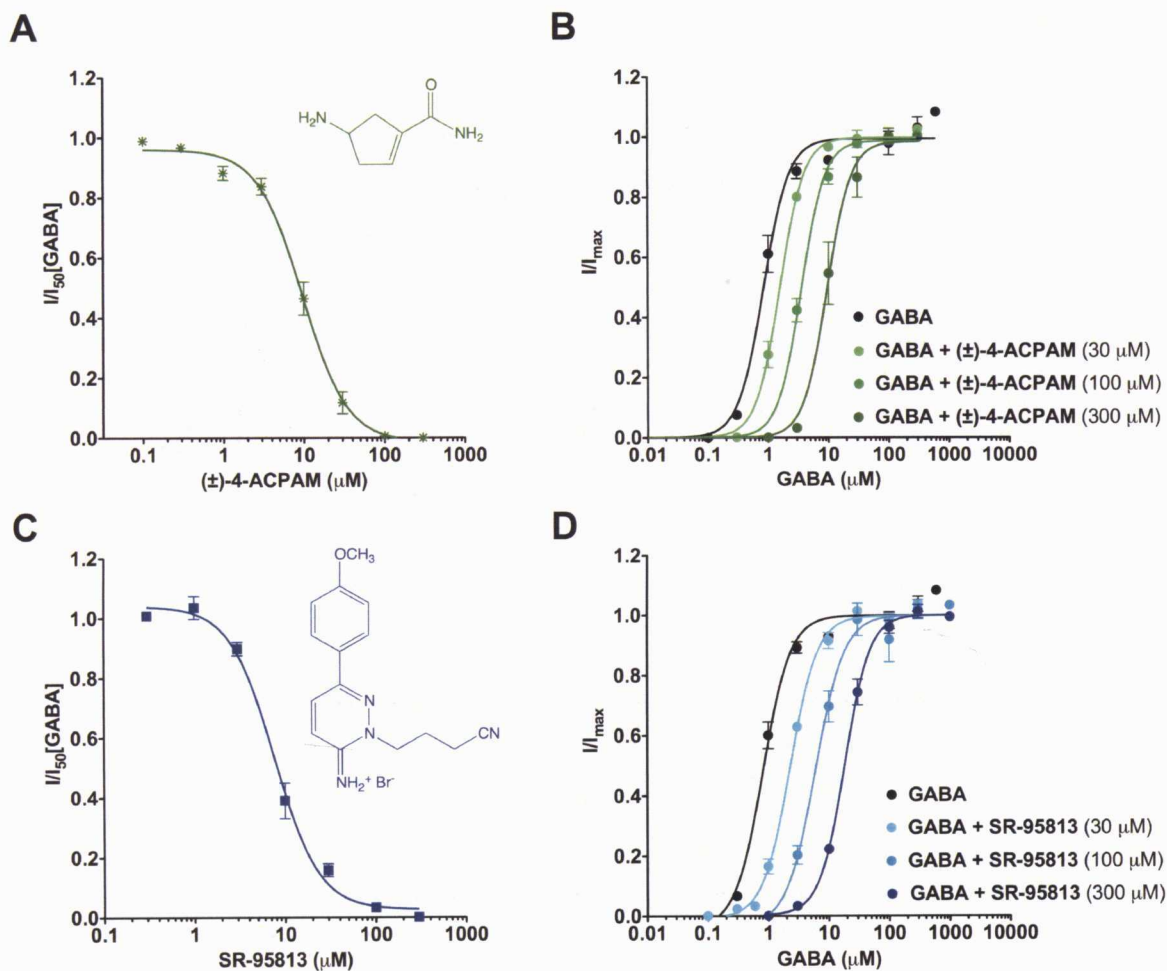 A
1.2
1.0
0.8
0.6
0.4
0.2
0.0
I/I50[GABA]
0.1
1
10
100
1000
(±)-4-ACPAM (μM)
H2N
O
NH2
B
1.2
1.0
0.8
0.6
0.4
0.2
0.0
I/Imax
0.01
0.1
1
10
100
1000
10000
GABA (μM)
GABA
GABA + (±)-4-ACPAM (30 μM)
GABA + (±)-4-ACPAM (100 μM)
GABA + (±)-4-ACPAM (300 μM)
C
1.2
1.0
0.8
0.6
0.4
0.2
0.0
I/I50[GABA]
0.1
1
10
100
1000
SR-95813 (μM)
OCH3
N
N
CN
NH2+ Br-
D
1.2
1.0
0.8
0.6
0.4
0.2
0.0
I/Imax
0.01
0.1
1
10
100
1000
10000
GABA (μM)
GABA
GABA + SR-95813 (30 μM)
GABA + SR-95813 (100 μM)
GABA + SR-95813 (300 μM)